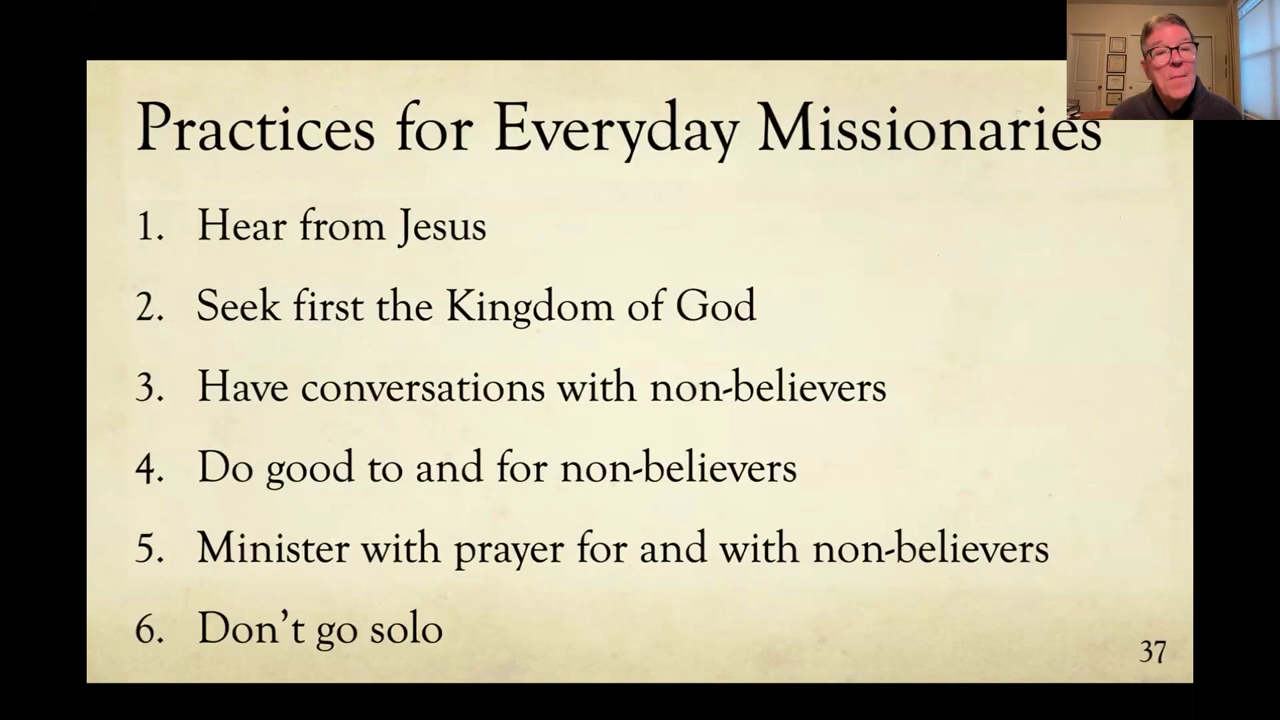 Practices for Everyday Missionaries
1. Hear from Jesus
2. Seek first the Kingdom of God
3. Have conversations with non-believers
4. Do good to and for non-believers
5. Minister with prayer for and with non-believers
6. Don’t go solo
37